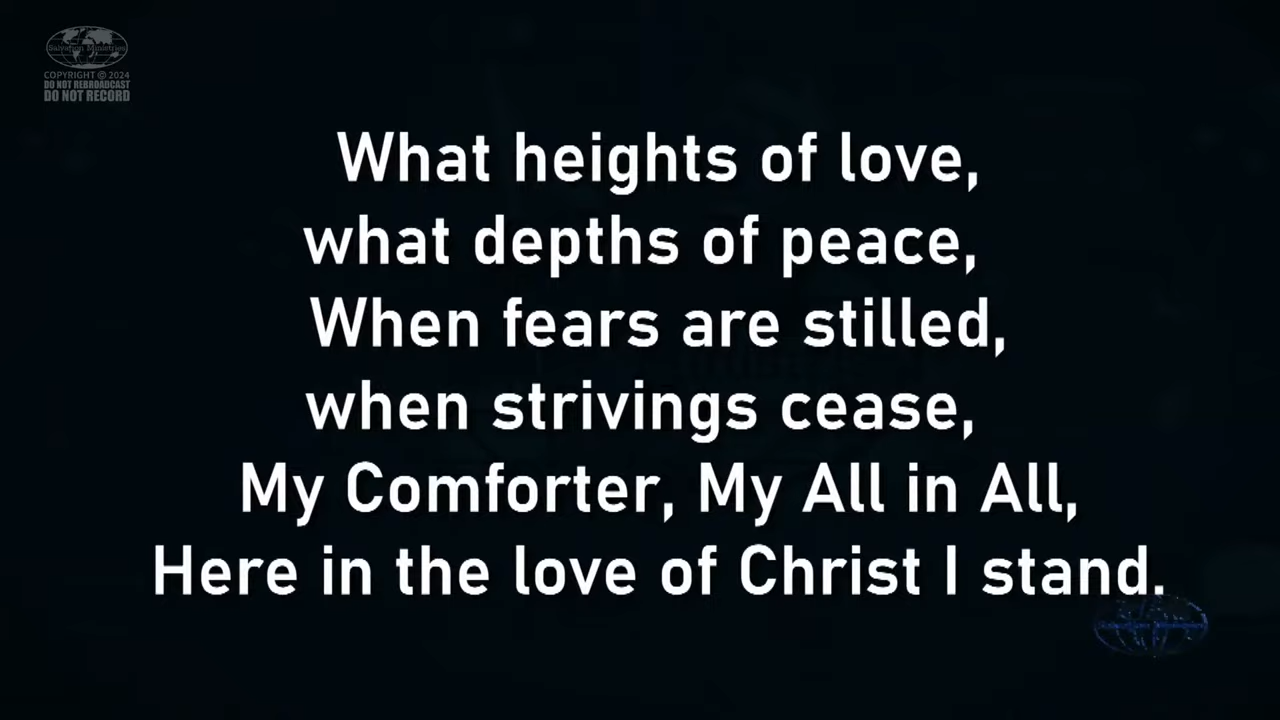 Salvation Ministries
COPYRIGHT © 2024
DO NOT REBROADCAST
DO NOT RECORD
What heights of love,
what depths of peace,
When fears are stilled,
when strivings cease,
My Comforter, My All in All,
Here in the love of Christ I stand.
Salvation Ministries